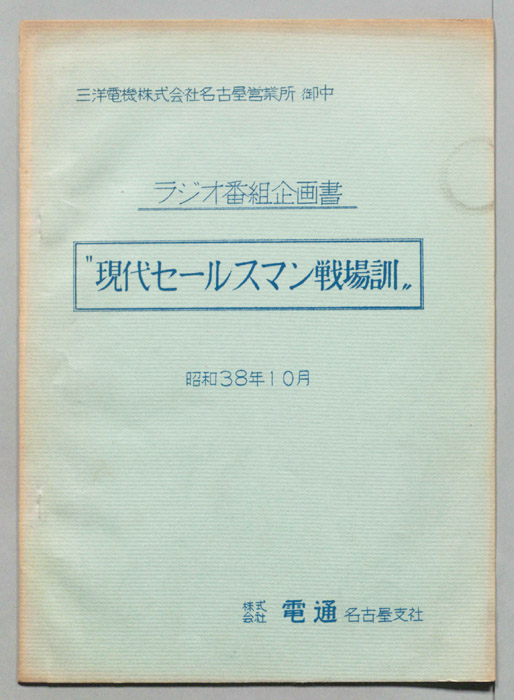 三洋電機株式会社名古屋営業所 御中
ラジオ番組企画書
"現代セールスマン戦場訓"
昭和38年10月
株式会社 電通 名古屋支社